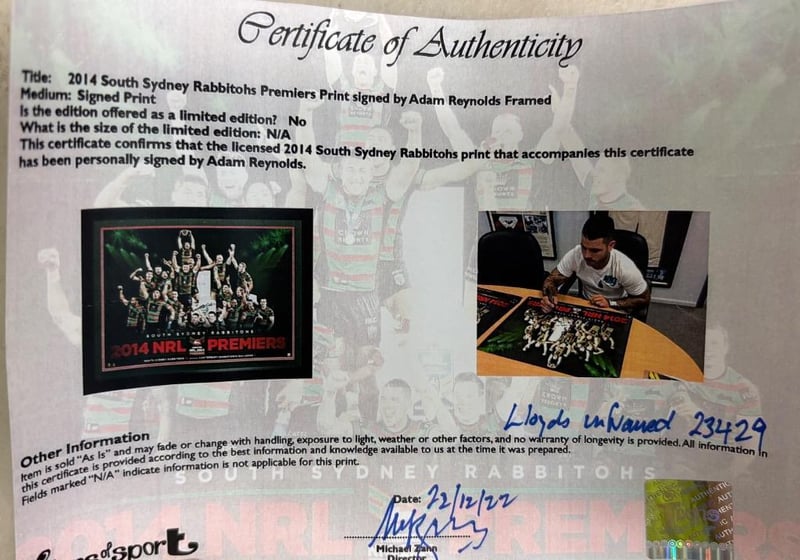 Certificate of Authenticity
Title: 2014 South Sydney Rabbitohs Premiers Print signed by Adam Reynolds Framed
Medium: Signed Print
Is the edition offered as a limited edition? No
What is the size of the limited edition: N/A
This certificate confirms that the licensed 2014 South Sydney Rabbitohs print that accompanies this certificate
has been personally signed by Adam Reynolds.
SOUTH SYDNEY RABBITOHS
2014 NRL PREMIERS
Lloyds unframed 23429
Other Information
Item is sold "As Is" and may fade or change with handling, exposure to light, weather or other factors, and no warranty of longevity is provided. All information in
this certificate is provided according to the best information and knowledge available to us at the time it was prepared.
Fields marked "N/A" indicate information is not applicable for this print.
SOUTH SYDNEY RABBITOHS
Date: 22/12/22
Michael Zann
Director
of sport